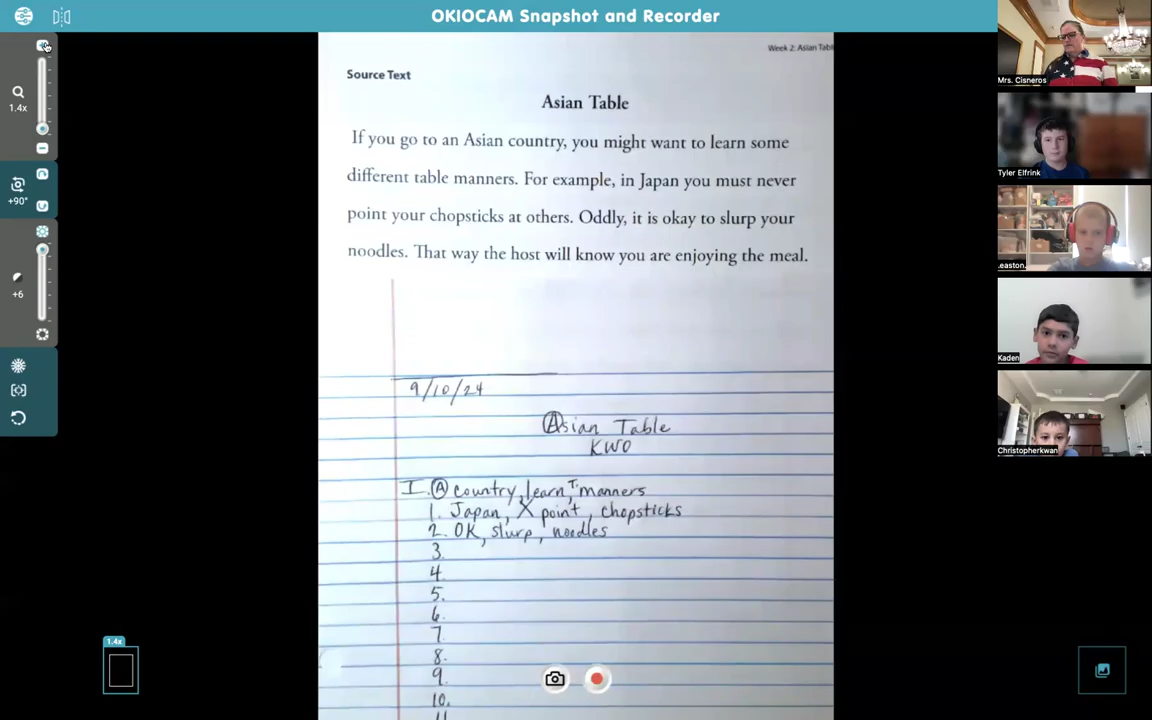 OKIOCAM Snapshot and Recorder
1.4x
+90°
+6
Week 2: Asian Tabl
Source Text
Asian Table
If you go to an Asian country, you might want to learn some
different table manners. For example, in Japan you must never
point your chopsticks at others. Oddly, it is okay to slurp your
noodles. That way the host will know you are enjoying the meal.
9/10/24
Asian Table
KWO
I. A country, learn, T. manners
1. Japan, X point, chopsticks
2. OK, slurp, noodles
3.
4.
5.
6.
7.
8.
9.
10.
11
1.4x
Mrs. Cisneros
Tyler Elfrink
.easton.
Kaden
Christopherkwan